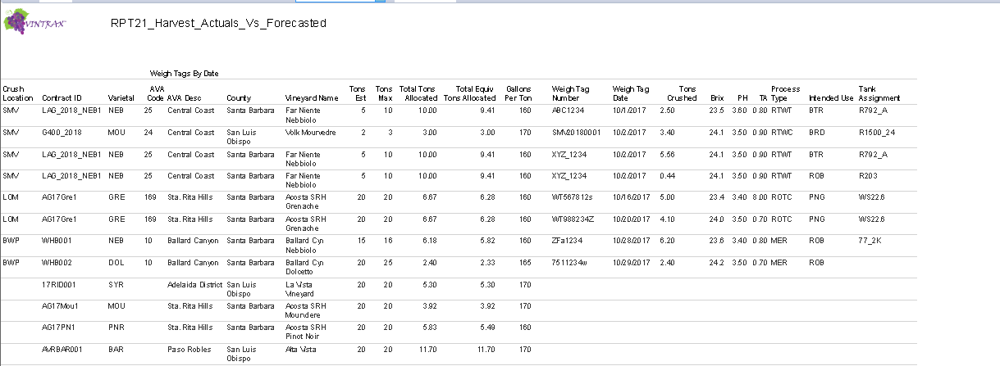 VINTRAX
RPT21_Harvest_Actuals_Vs_Forecasted
Weigh Tags By Date
Crush Location Contract ID Varietal AVA Code AVA Desc County Vineyard Name Tons Est Tons Max Total Tons Allocated Total Equiv Tons Allocated Gallons Per Ton Weigh Tag Number Weigh Tag Date Tons Crushed Brix PH TA Process Type Intended Use Tank Assignment
SMV LAG_2018_NEB1 NEB 25 Central Coast Santa Barbara Far Niente Nebbiolo 5 10 10.00 9.41 160 ABC1234 10/1/2017 2.50 23.5 3.60 0.80 RTWT BTR R792_A
SMV G400_2018 MOU 24 Central Coast San Luis Obispo Volk Mourvedre 2 3 3.00 3.00 170 SMV20180001 10/2/2017 3.40 24.1 3.50 0.90 RTWC BRD R1500_24
SMV LAG_2018_NEB1 NEB 25 Central Coast Santa Barbara Far Niente Nebbiolo 5 10 10.00 9.41 160 XYZ_1234 10/2/2017 5.56 24.1 3.50 0.90 RTWT BTR R792_A
SMV LAG_2018_NEB1 NEB 25 Central Coast Santa Barbara Far Niente Nebbiolo 5 10 10.00 9.41 160 XYZ_1234 10/2/2017 0.44 24.1 3.50 0.90 RTWT ROB R203
LOM AG17Gre1 GRE 169 Sta. Rita Hills Santa Barbara Acosta SRH Grenache 20 20 6.67 6.28 160 WT567812s 10/16/2017 5.00 23.4 3.40 8.00 ROTC PNG WS22.6
LOM AG17Gre1 GRE 169 Sta. Rita Hills Santa Barbara Acosta SRH Grenache 20 20 6.67 6.28 160 WT988234Z 10/20/2017 4.10 24.0 3.50 0.70 ROTC PNG WS22.6
BWP WHB001 NEB 10 Ballard Canyon Santa Barbara Ballard Cyn Nebbiolo 15 16 6.18 5.82 160 ZFa1234 10/28/2017 6.20 23.6 3.40 0.80 MER ROB 77_2K
BWP WHB002 DOL 10 Ballard Canyon Santa Barbara Ballard Cyn Dolcetto 20 25 2.40 2.33 165 7511234w 10/29/2017 2.40 24.2 3.50 0.70 MER ROB
17RID001 SYR Adelaida District San Luis Obispo La Vista Vineyard 20 20 5.30 5.30 170
AG17Mou1 MOU Sta. Rita Hills Santa Barbara Acosta SRH Mourvdere 20 20 3.92 3.92 170
AG17PN1 PNR Sta. Rita Hills Santa Barbara Acosta SRH Pinot Noir 20 20 5.83 5.49 160
AVRBAR001 BAR Paso Robles San Luis Obispo Alta Vista 20 20 11.70 11.70 170